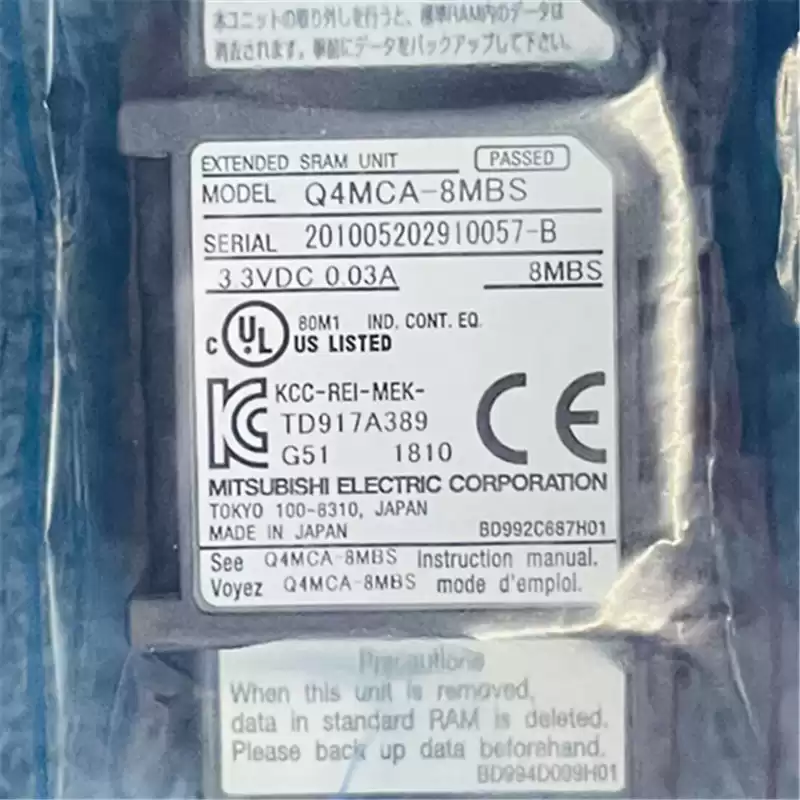 本ユニットの取り外しを行うと、標準RAM内のデータは
消去されます。事前にデータをバックアップして下さい。
EXTENDED SRAM UNIT PASSED
MODEL Q4MCA-8MBS
SERIAL 201005202910057-B
3.3VDC 0.03A 8MBS
C UL US LISTED 80M1 IND. CONT. EQ.
KCC-REI-MEK-
TD917A389
G51 1810
CE
MITSUBISHI ELECTRIC CORPORATION
TOKYO 100-8310, JAPAN
MADE IN JAPAN BD992C687H01
See Q4MCA-8MBS Instruction manual.
Voyez Q4MCA-8MBS mode d'emploi.
Precautions
When this unit is removed,
data in standard RAM is deleted.
Please back up data beforehand.
BD994D009H01